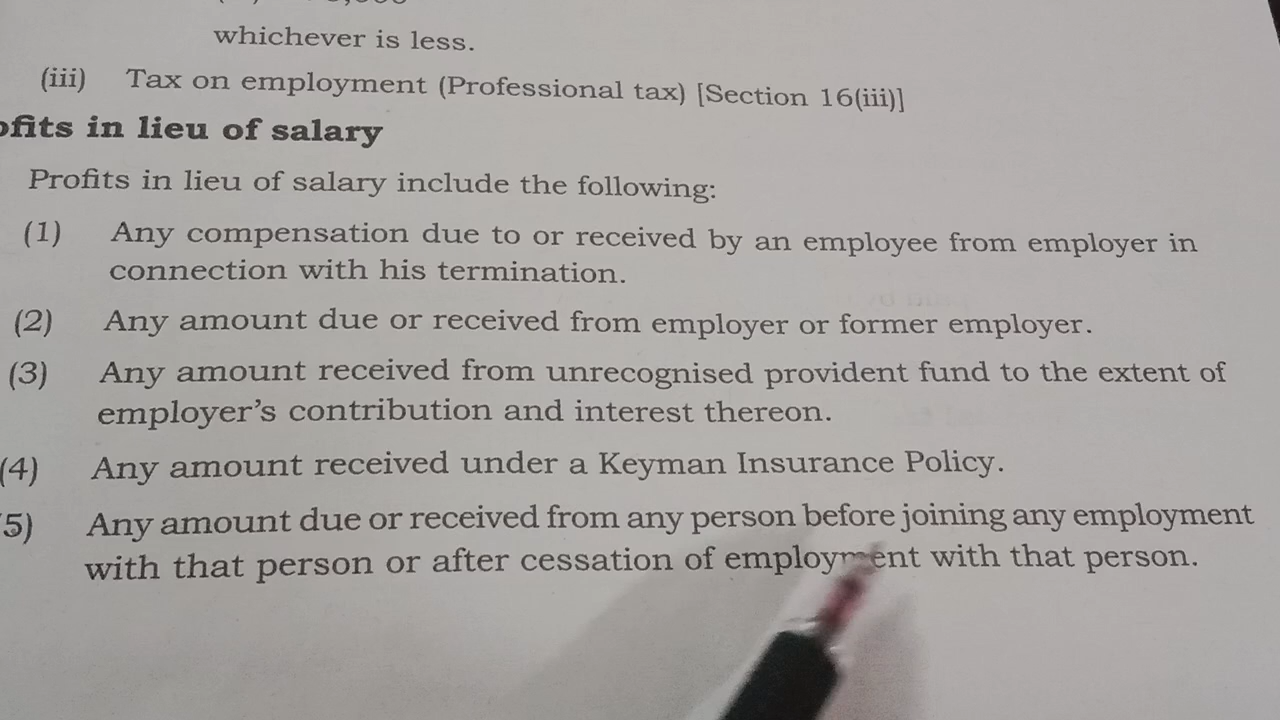 whichever is less.
(iii) Tax on employment (Professional tax) [Section 16(iii)]
ofits in lieu of salary
Profits in lieu of salary include the following:
(1) Any compensation due to or received by an employee from employer in
connection with his termination.
(2) Any amount due or received from employer or former employer.
(3) Any amount received from unrecognised provident fund to the extent of
employer's contribution and interest thereon.
(4) Any amount received under a Keyman Insurance Policy.
5) Any amount due or received from any person before joining any employment
with that person or after cessation of employment with that person.